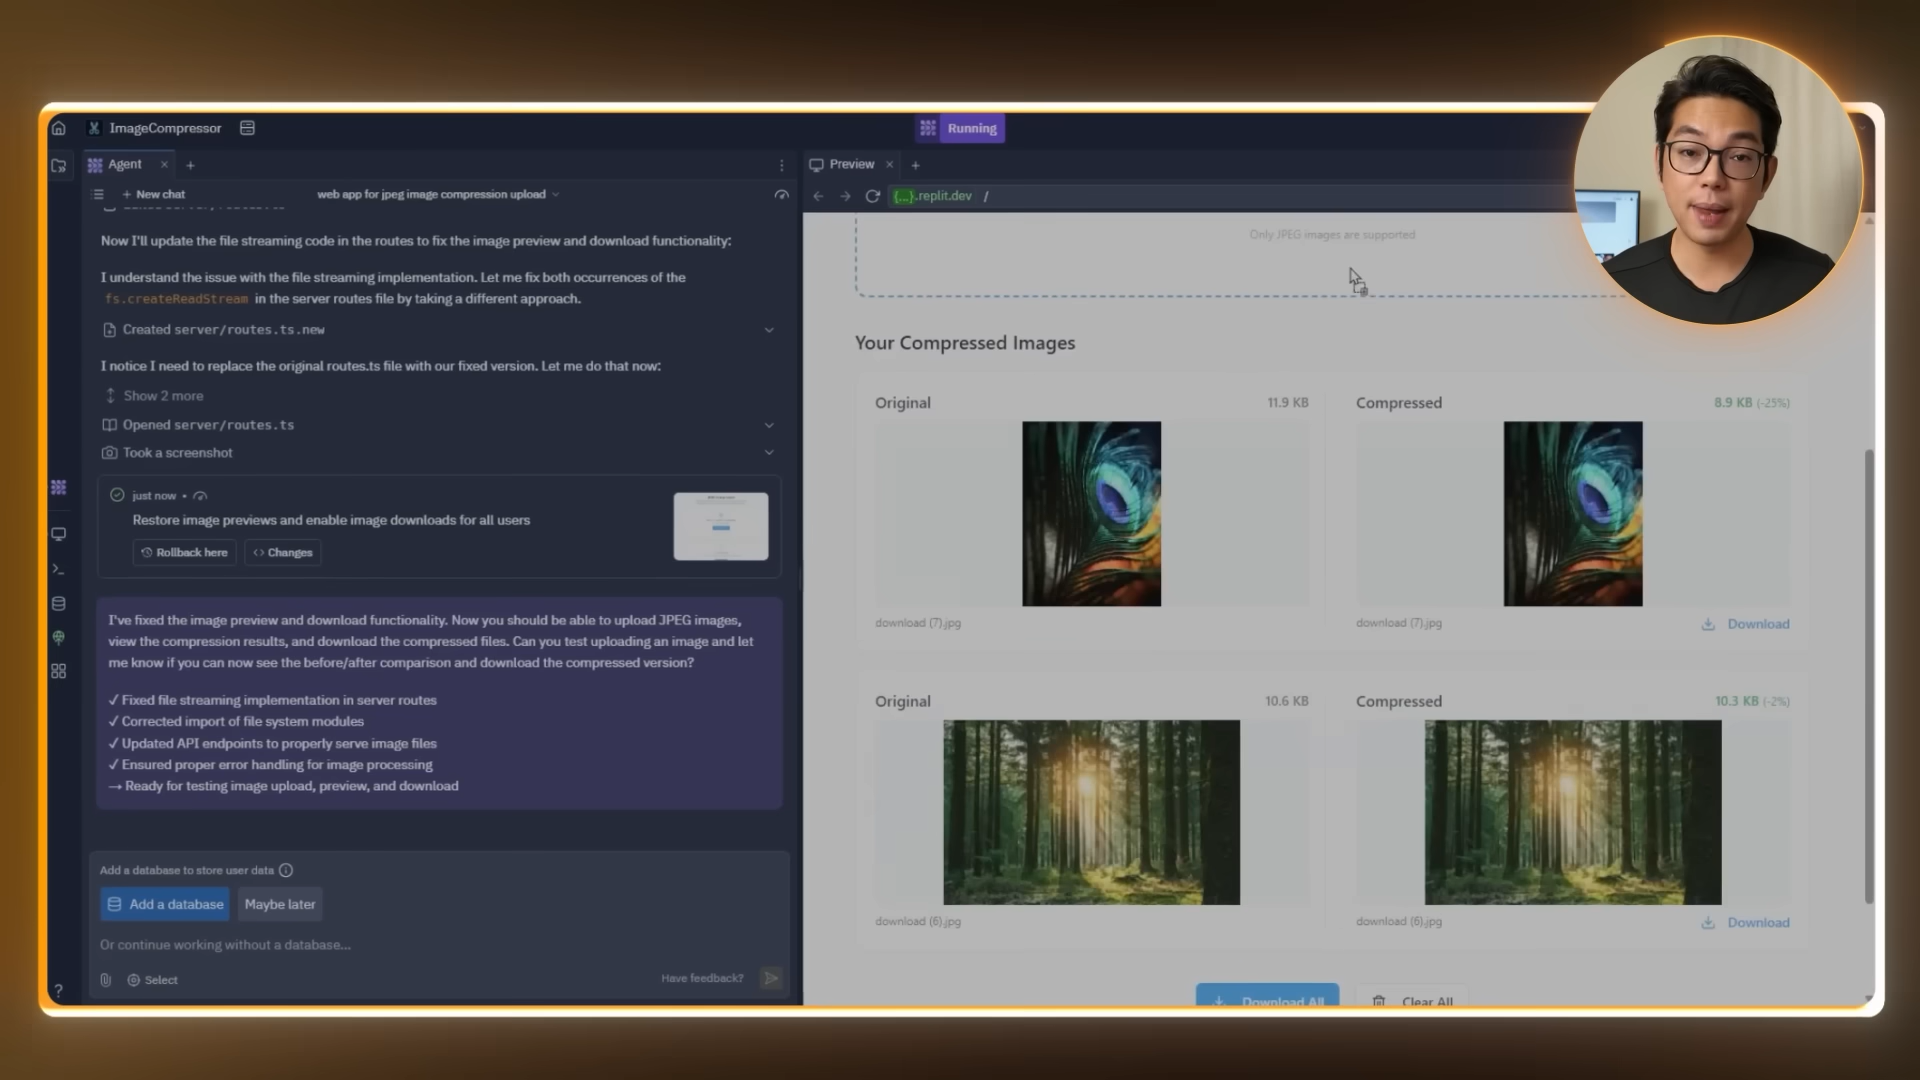 ImageCompressor
Running
Agent
Preview
New chat
web app for jpeg image compression upload
{...}.replit.dev /
Now I'll update the file streaming code in the routes to fix the image preview and download functionality:
I understand the issue with the file streaming implementation. Let me fix both occurrences of the
fs.createReadStream in the server routes file by taking a different approach.
Created server/routes.ts.new
I notice I need to replace the original routes.ts file with our fixed version. Let me do that now:
Show 2 more
Opened server/routes.ts
Took a screenshot
just now •
Restore image previews and enable image downloads for all users
Rollback here
Changes
I've fixed the image preview and download functionality. Now you should be able to upload JPEG images,
view the compression results, and download the compressed files. Can you test uploading an image and let
me know if you can now see the before/after comparison and download the compressed version?
✓ Fixed file streaming implementation in server routes
✓ Corrected import of file system modules
✓ Updated API endpoints to properly serve image files
✓ Ensured proper error handling for image processing
→ Ready for testing image upload, preview, and download
Add a database to store user data
Add a database
Maybe later
Or continue working without a database...
Select
Have feedback?
Only JPEG images are supported
Your Compressed Images
Original 11.9 KB
Compressed 8.9 KB (-25%)
download (7).jpg
download (7).jpg
Download
Original 10.6 KB
Compressed 10.3 KB (-2%)
download (6).jpg
download (6).jpg
Download
Download All
Clear All